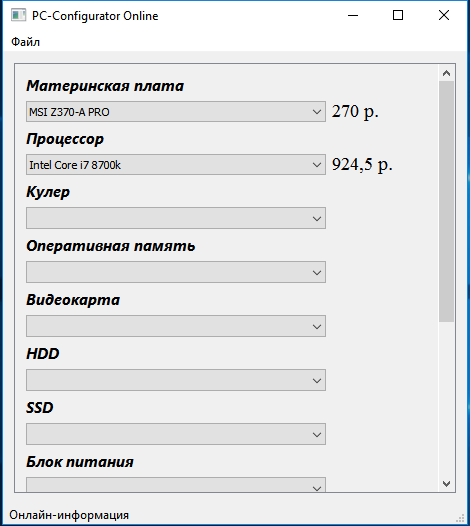 PC-Configurator Online
Файл
Материнская плата
MSI Z370-A PRO 270 р.
Процессор
Intel Core i7 8700k 924,5 р.
Кулер
Оперативная память
Видеокарта
HDD
SSD
Блок питания
Онлайн-информация